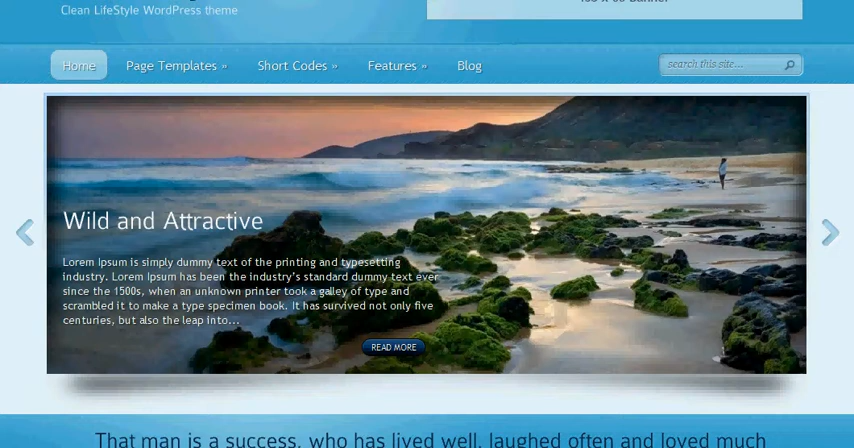 Clean LifeStyle WordPress theme
Home
Page Templates »
Short Codes »
Features »
Blog
search this site...
Wild and Attractive
Lorem Ipsum is simply dummy text of the printing and typesetting
industry. Lorem Ipsum has been the industry's standard dummy text ever
since the 1500s, when an unknown printer took a galley of type and
scrambled it to make a type specimen book. It has survived not only five
centuries, but also the leap into...
READ MORE
That man is a success, who has lived well, laughed often and loved much